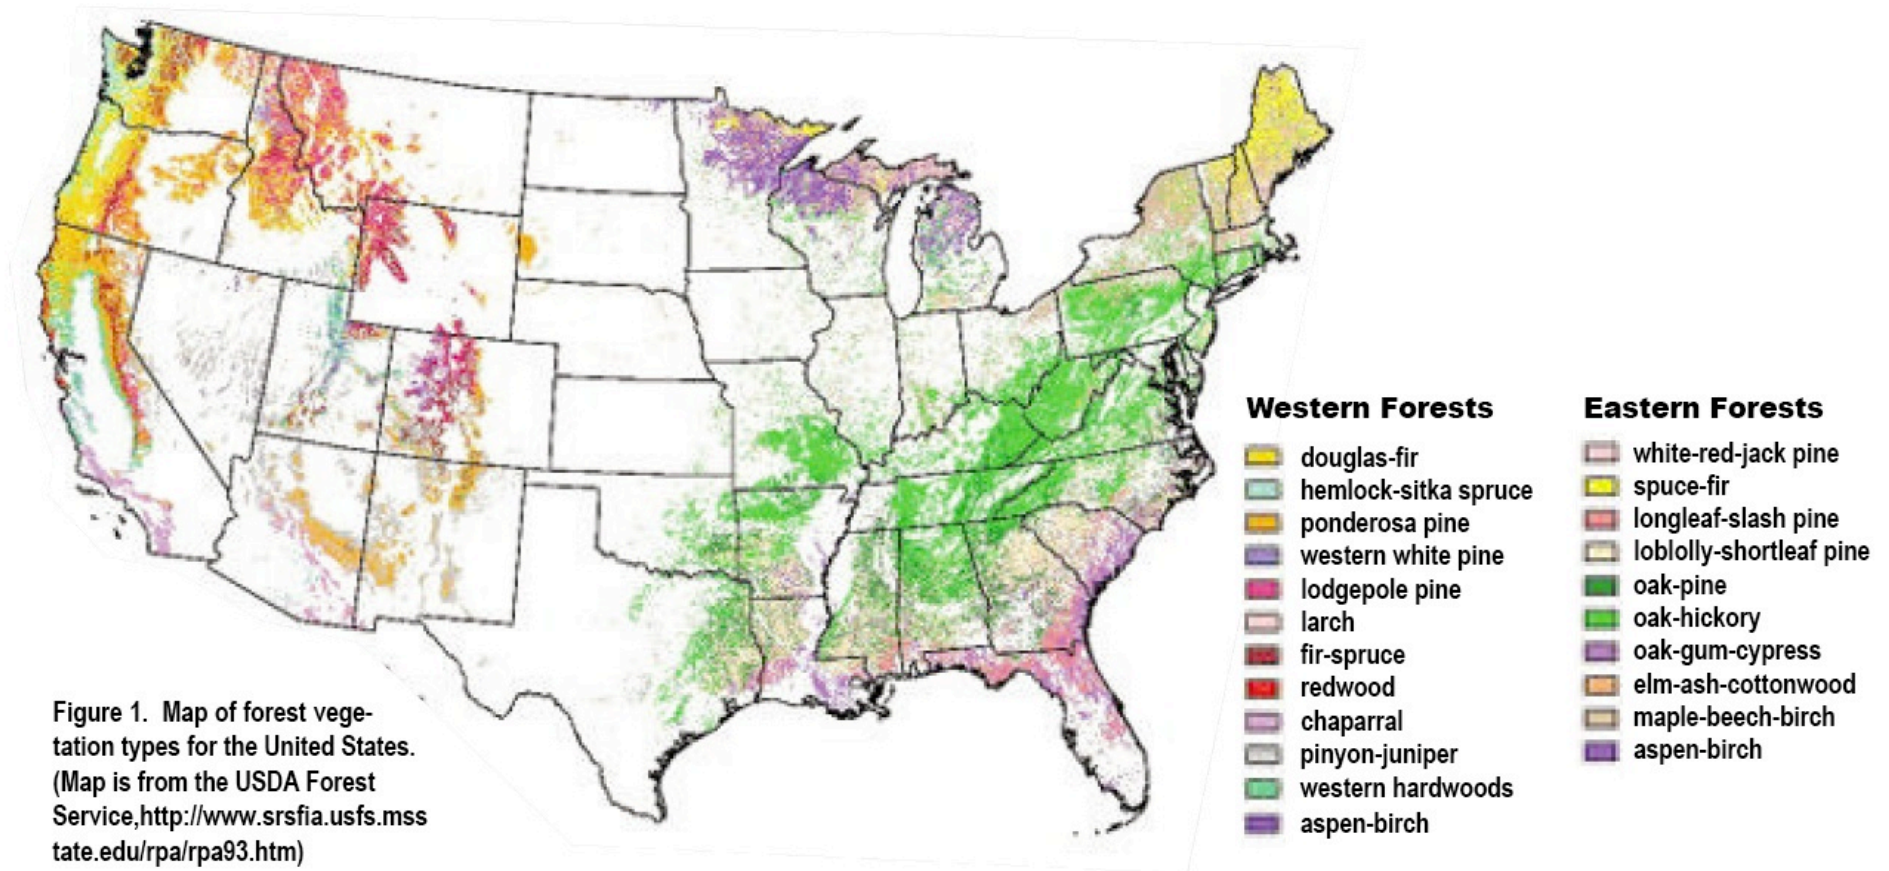 Western Forests
douglas-fir
hemlock-sitka spruce
ponderosa pine
western white pine
lodgepole pine
larch
fir-spruce
redwood
chaparral
pinyon-juniper
western hardwoods
aspen-birch
Eastern Forests
white-red-jack pine
spuce-fir
longleaf-slash pine
loblolly-shortleaf pine
oak-pine
oak-hickory
oak-gum-cypress
elm-ash-cottonwood
maple-beech-birch
aspen-birch
Figure 1. Map of forest vege-
tation types for the United States.
(Map is from the USDA Forest
Service,http://www.srsfia.usfs.mss
tate.edu/rpa/rpa93.htm)